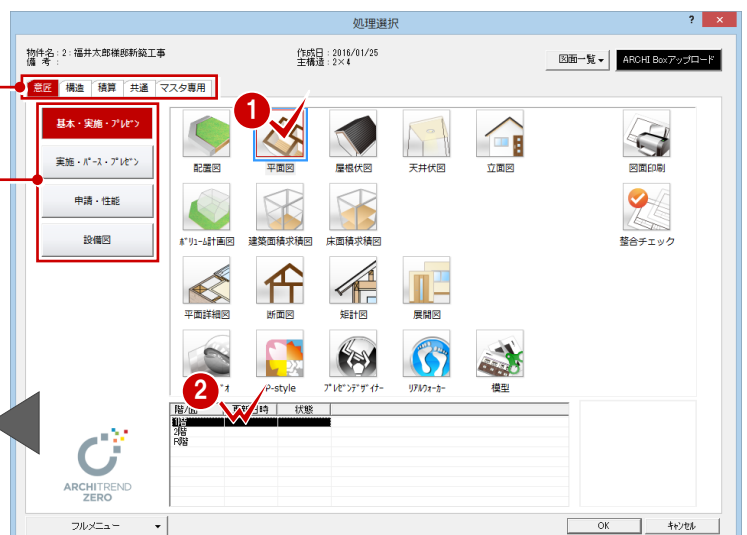 処理選択
? ×
物件名:2:福井太郎様邸新築工事
備 考:
作成日:2016/01/25
主構造:2×4
図面一覧
ARCHI Boxアップロード
意匠 構造 積算 共通 マスタ専用
基本・実施・プレゼン
実施・パース・プレゼン
申請・性能
設備図
1
配置図 平面図 屋根伏図 天井伏図 立面図 図面印刷
ボリューム計画図 建築面積求積図 床面積求積図 整合チェック
平面詳細図 断面図 矩計図 展開図
P-style プレゼンデザイナー リアルウォーカー 模型
2
階/面 更新日時 状態
1階
2階
R階
ARCHITREND
ZERO
フルメニュー
OK キャンセル